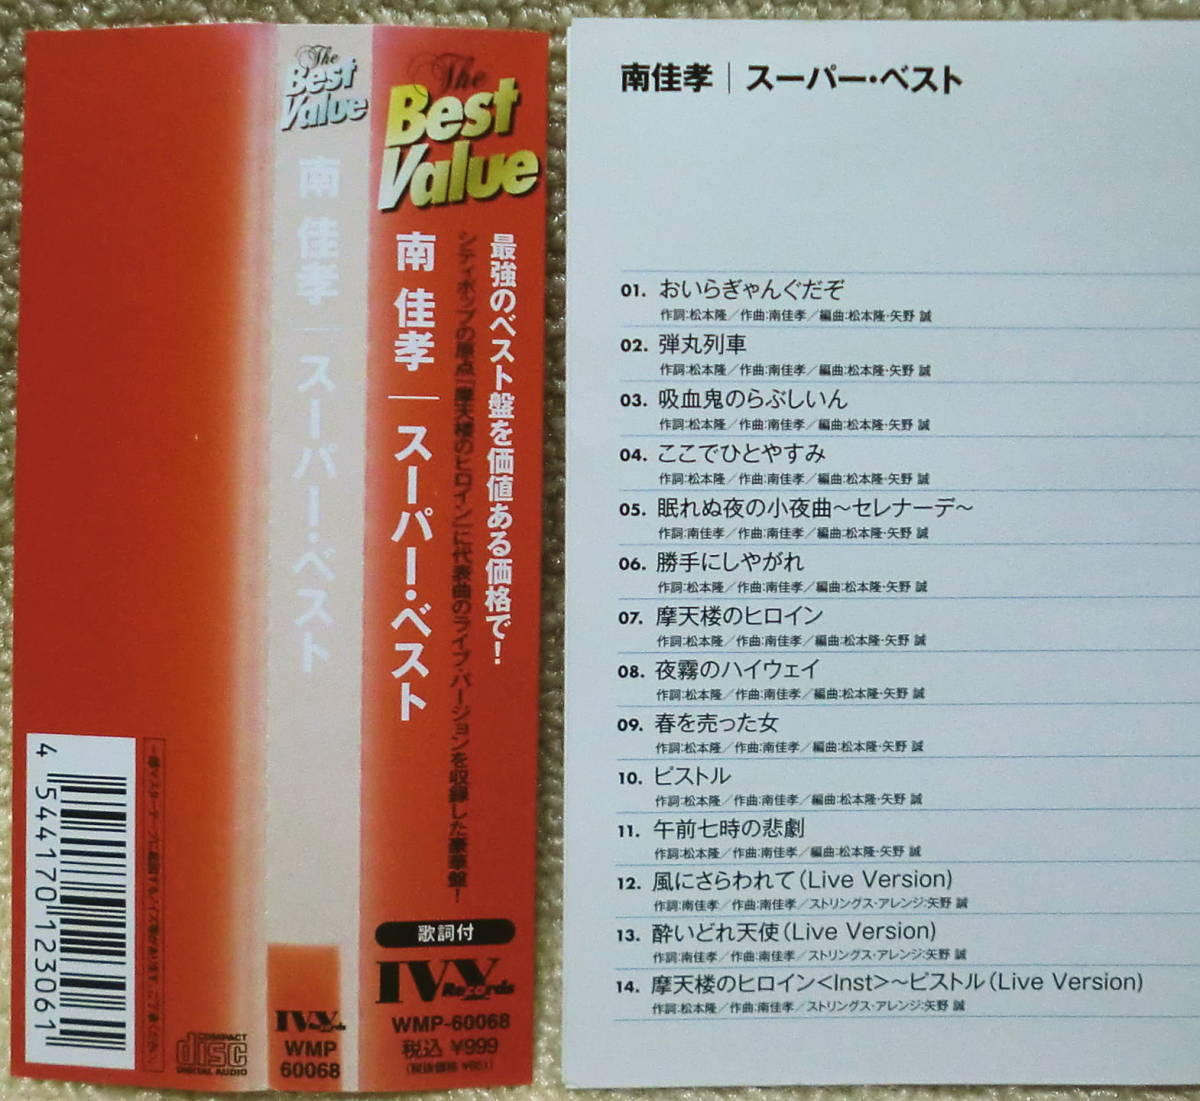 The
Best
Value
南 佳孝｜スーパー・ベスト
IVY
Records
WMP
60068
The
Best
Value
最強のベスト盤を価値ある価格で!
シティポップの原点「摩天楼のヒロイン」に代表曲のライブ・バージョンを収録した豪華盤!
南 佳孝｜スーパー・ベスト
歌詞付
IVY
Records
WMP-60068
税込 ¥999
4 544170 123061
COMPACT
disc
DIGITAL AUDIO
南佳孝｜スーパー・ベスト
01. おいらぎゃんぐだぞ
作詞:松本隆／作曲:南佳孝／編曲:松本隆・矢野 誠
02. 弾丸列車
作詞:松本隆／作曲:南佳孝／編曲:松本隆・矢野 誠
03. 吸血鬼のらぶしいん
作詞:松本隆／作曲:南佳孝／編曲:松本隆・矢野 誠
04. ここでひとやすみ
作詞:松本隆／作曲:南佳孝／編曲:松本隆・矢野 誠
05. 眠れぬ夜の小夜曲～セレナーデ～
作詞:南佳孝／作曲:南佳孝／編曲:松本隆・矢野 誠
06. 勝手にしやがれ
作詞:松本隆／作曲:南佳孝／編曲:松本隆・矢野 誠
07. 摩天楼のヒロイン
作詞:松本隆／作曲:南佳孝／編曲:松本隆・矢野 誠
08. 夜霧のハイウェイ
作詞:松本隆／作曲:南佳孝／編曲:松本隆・矢野 誠
09. 春を売った女
作詞:松本隆／作曲:南佳孝／編曲:松本隆・矢野 誠
10. ピストル
作詞:松本隆／作曲:南佳孝／編曲:松本隆・矢野 誠
11. 午前七時の悲劇
作詞:松本隆／作曲:南佳孝／編曲:松本隆・矢野 誠
12. 風にさらわれて(Live Version)
作詞:南佳孝／作曲:南佳孝／ストリングス・アレンジ:矢野 誠
13. 酔いどれ天使(Live Version)
作詞:南佳孝／作曲:南佳孝／ストリングス・アレンジ:矢野 誠
14. 摩天楼のヒロイン<Inst>～ピストル(Live Version)
作詞:松本隆／作曲:南佳孝／ストリングス・アレンジ:矢野 誠